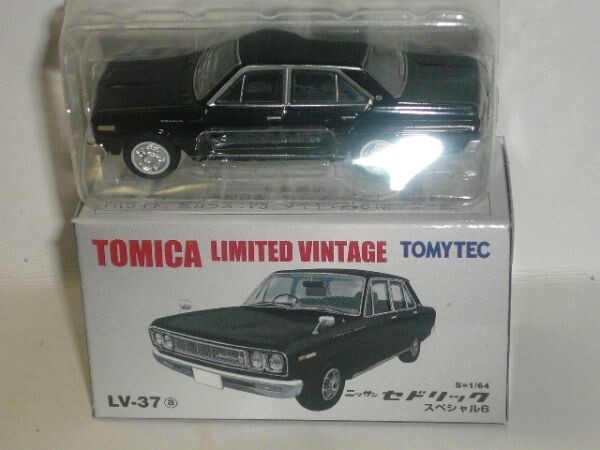 TOMICA LIMITED VINTAGE TOMYTEC
S=1/64
LV-37 a ニッサン セドリック
スペシャル6